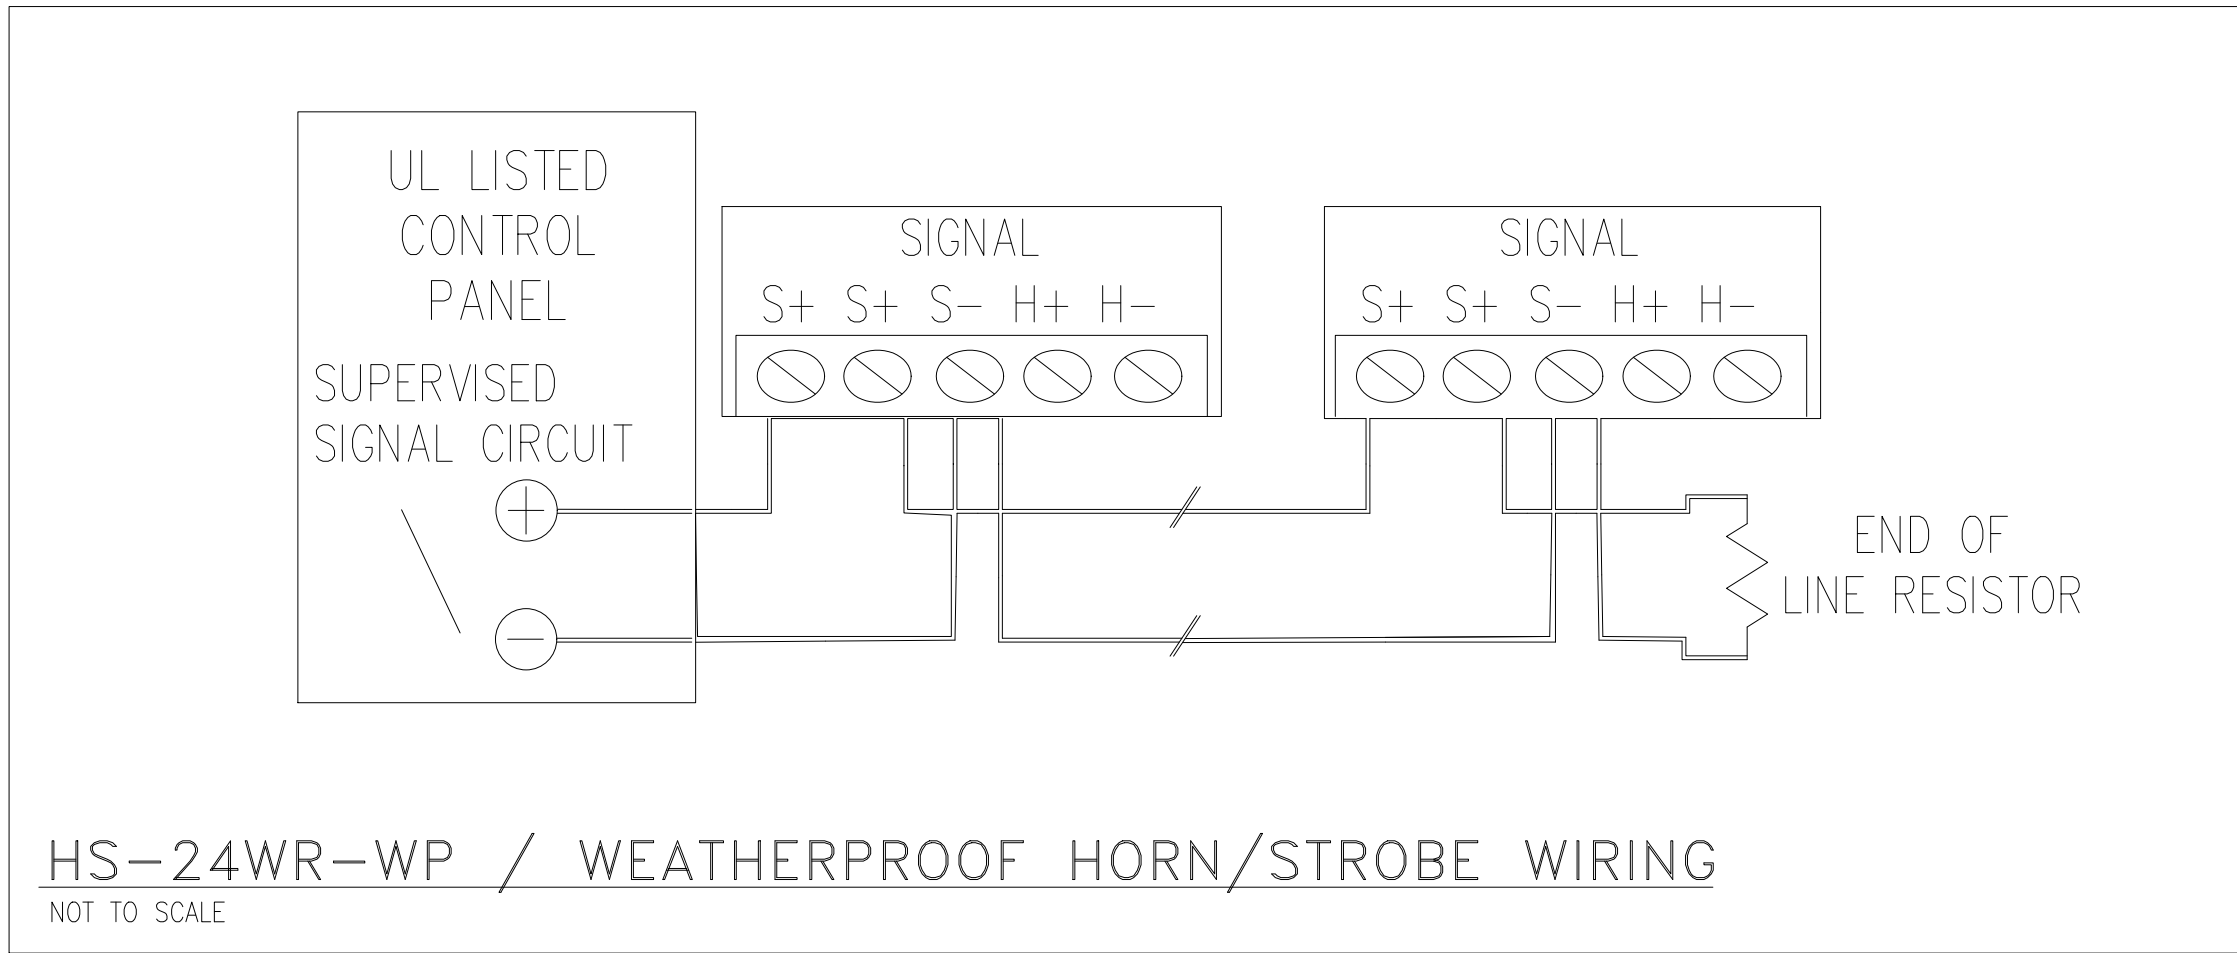 UL LISTED
CONTROL
PANEL
SUPERVISED
SIGNAL CIRCUIT
+
−
SIGNAL
S+ S+ S− H+ H−
SIGNAL
S+ S+ S− H+ H−
END OF
LINE RESISTOR
HS−24WR−WP / WEATHERPROOF HORN/STROBE WIRING
NOT TO SCALE